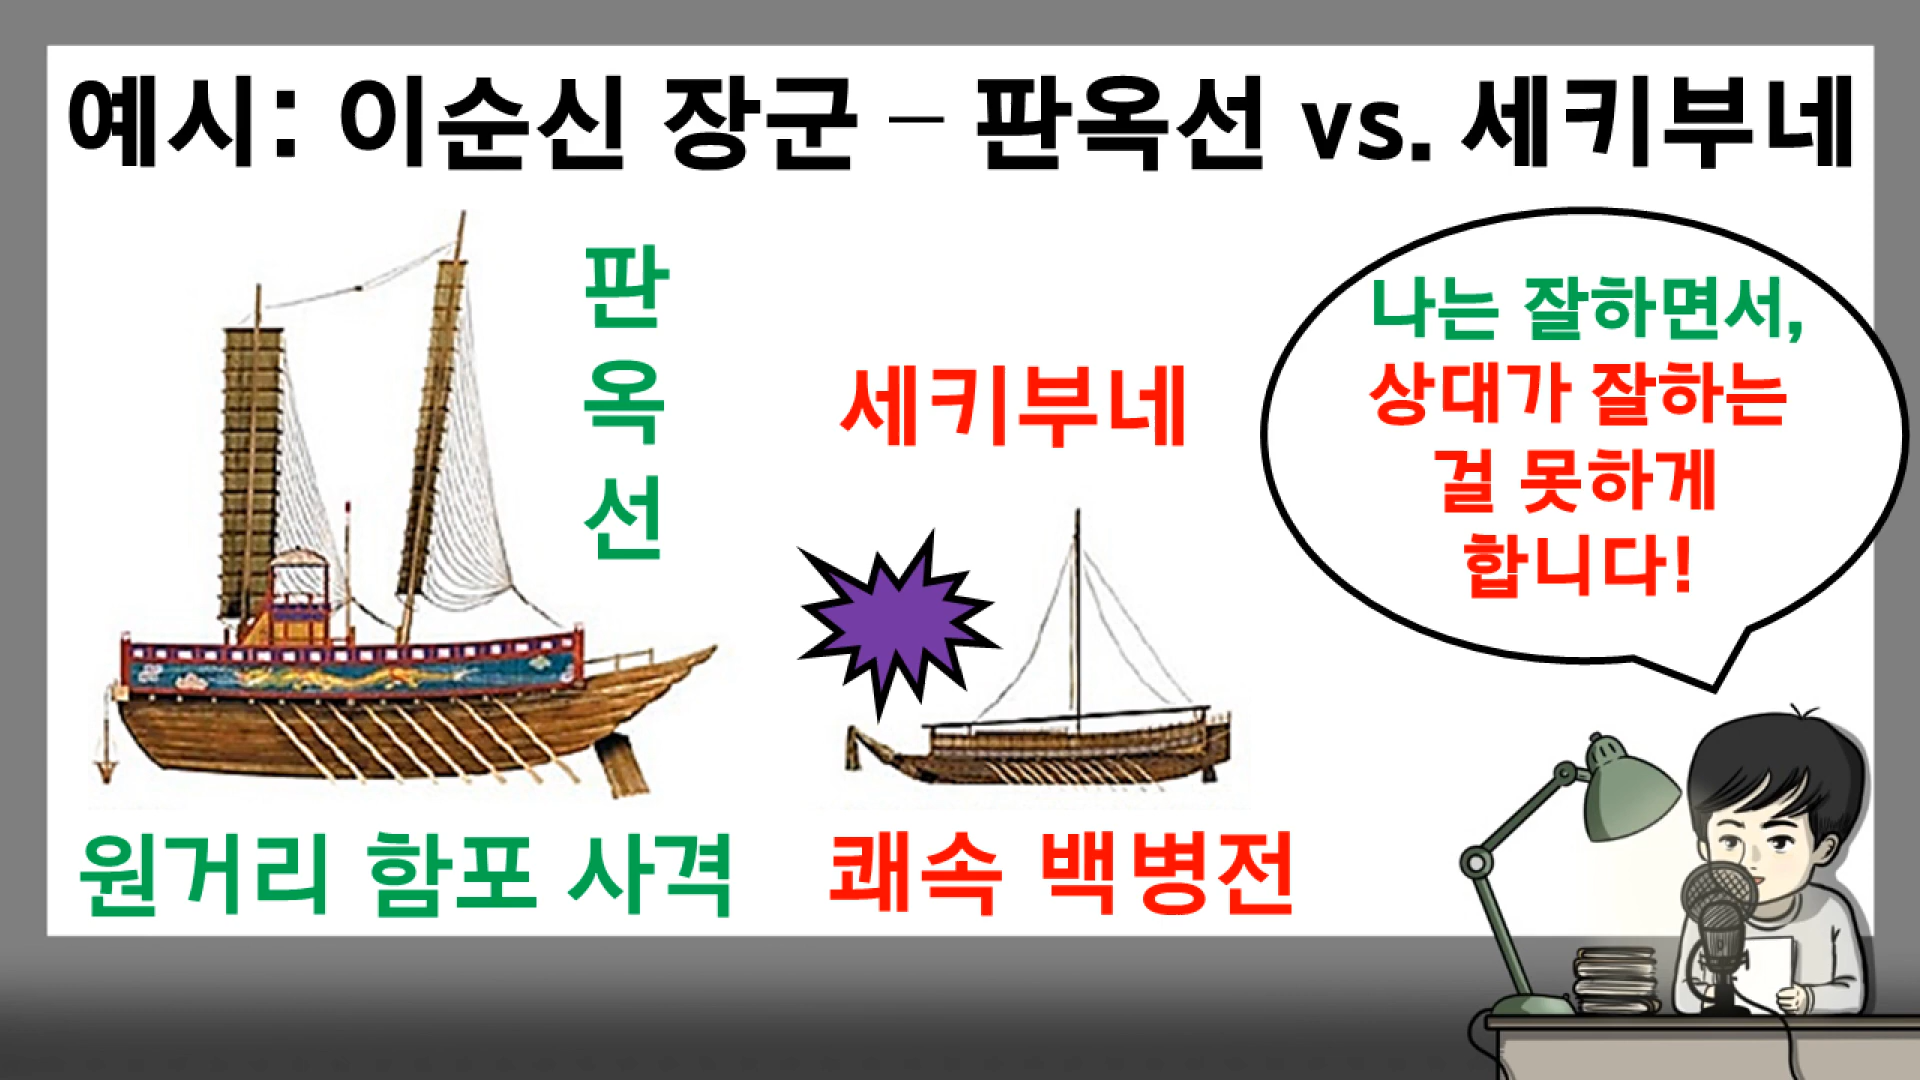 예시: 이순신 장군 – 판옥선 vs. 세키부네
판
옥
선
세키부네
나는 잘하면서,
상대가 잘하는
걸 못하게
합니다!
원거리 함포 사격
쾌속 백병전